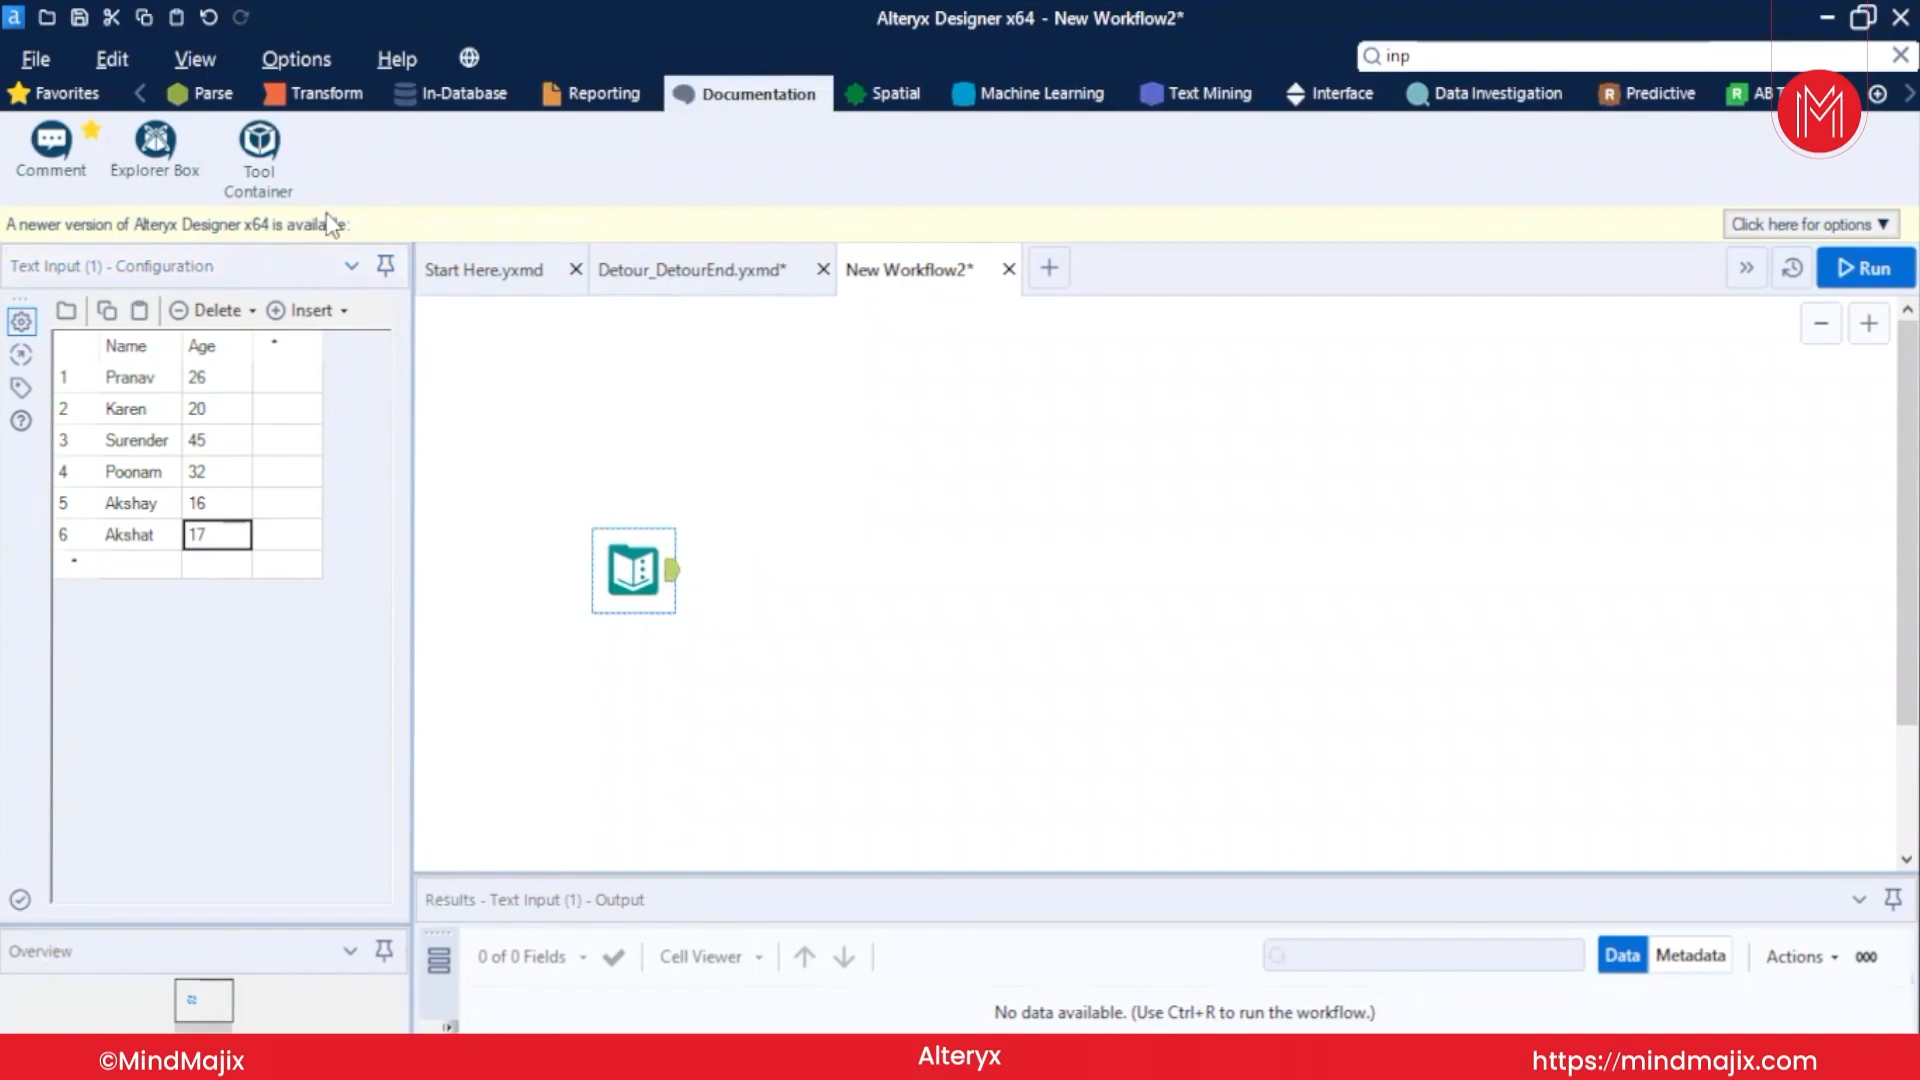 Alteryx Designer x64 - New Workflow2*
File Edit View Options Help
inp
Favorites Parse Transform In-Database Reporting Documentation Spatial Machine Learning Text Mining Interface Data Investigation Predictive AB
Comment Explorer Box Tool Container
A newer version of Alteryx Designer x64 is available: Click here for options
Text Input (1) - Configuration
Start Here.yxmd Detour_DetourEnd.yxmd* New Workflow2* Run
Delete Insert
Name Age *
1 Pranav 26
2 Karen 20
3 Surender 45
4 Poonam 32
5 Akshay 16
6 Akshat 17
*
Results - Text Input (1) - Output
Overview
0 of 0 Fields Cell Viewer Data Metadata Actions 000
No data available. (Use Ctrl+R to run the workflow.)
©MindMajix Alteryx https://mindmajix.com